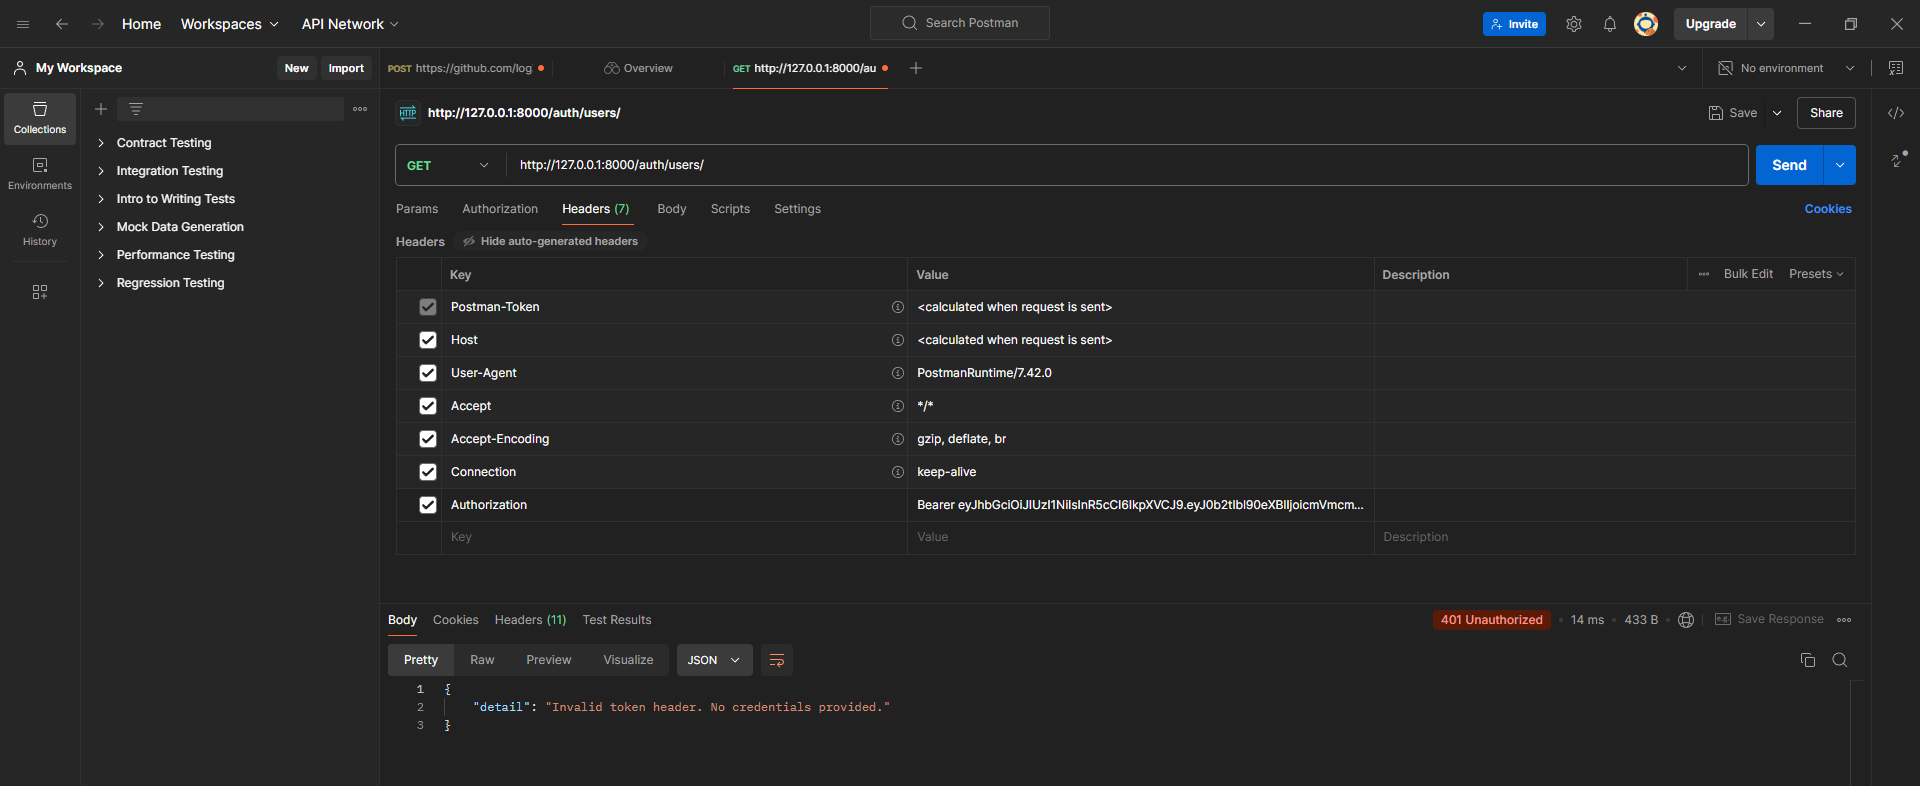 Home Workspaces API Network Search Postman Invite Upgrade
My Workspace New Import POST https://github.com/log Overview GET http://127.0.0.1:8000/au No environment
Collections
Environments
History
Contract Testing
Integration Testing
Intro to Writing Tests
Mock Data Generation
Performance Testing
Regression Testing
HTTP http://127.0.0.1:8000/auth/users/ Save Share
GET http://127.0.0.1:8000/auth/users/ Send
Params Authorization Headers (7) Body Scripts Settings Cookies
Headers Hide auto-generated headers
Key Value Description Bulk Edit Presets
Postman-Token <calculated when request is sent>
Host <calculated when request is sent>
User-Agent PostmanRuntime/7.42.0
Accept */*
Accept-Encoding gzip, deflate, br
Connection keep-alive
Authorization Bearer eyJhbGciOiJIUzI1NiIsInR5cCI6IkpXVCJ9.eyJ0b2tlbl90eXBlIjoicmVmcm...
Key Value Description
Body Cookies Headers (11) Test Results 401 Unauthorized 14 ms 433 B e.g. Save Response
Pretty Raw Preview Visualize JSON
1 {
2 "detail": "Invalid token header. No credentials provided."
3 }